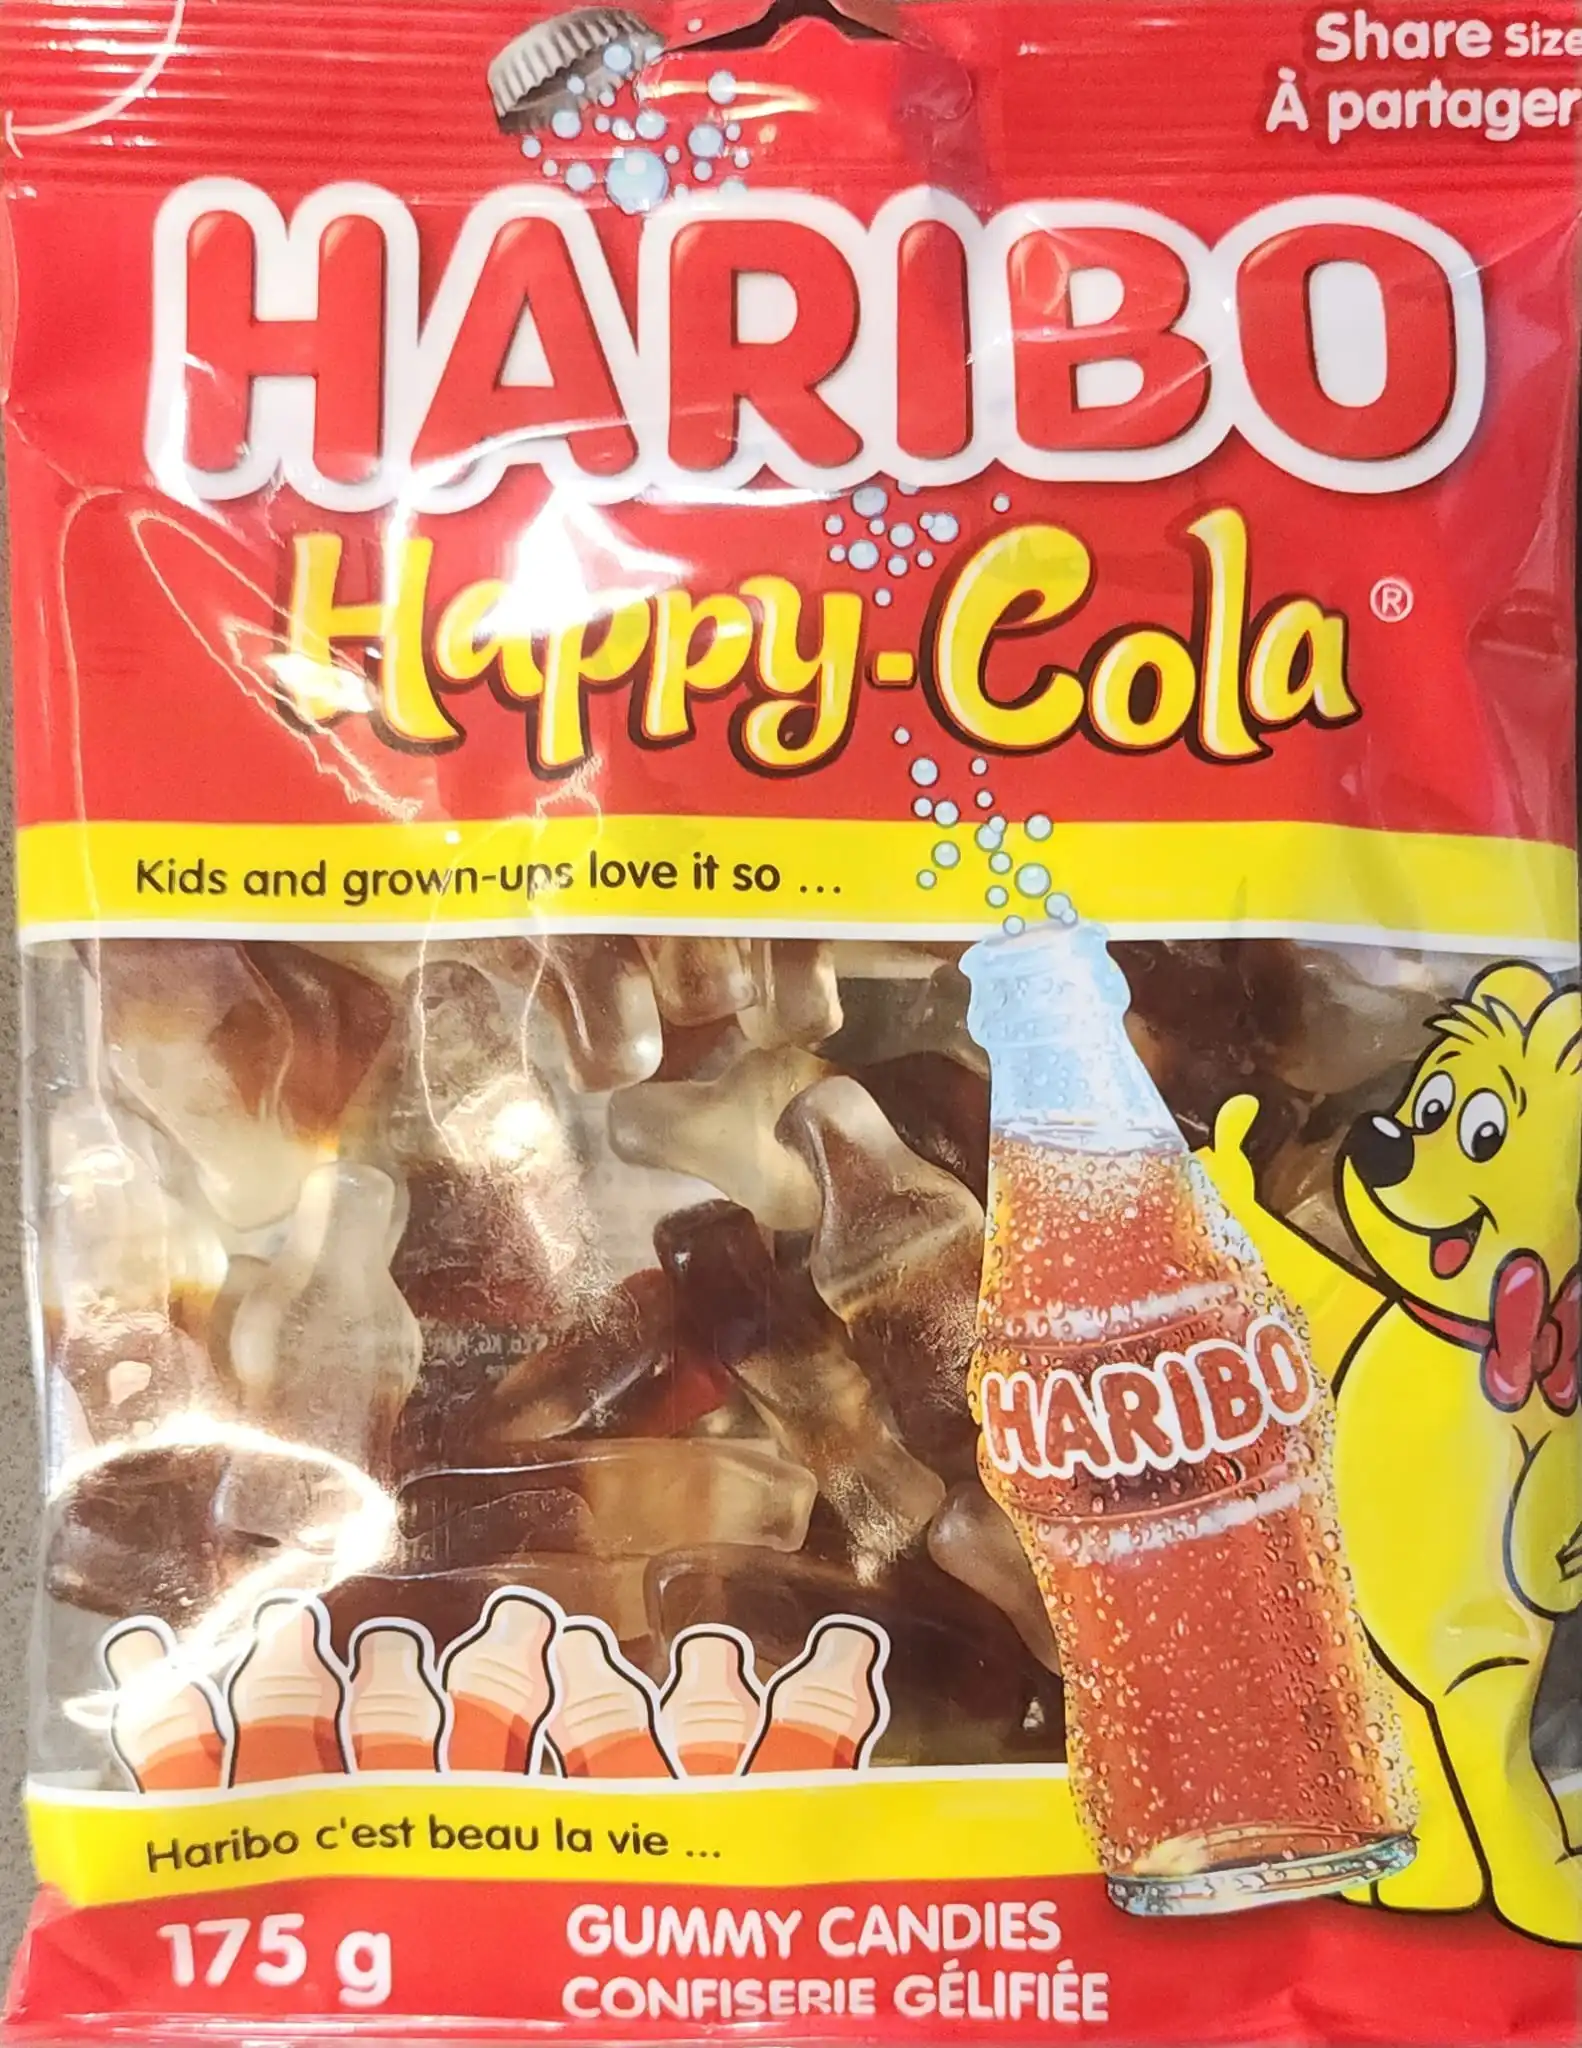 Share Size
À partager
HARIBO
Happy-Cola®
Kids and grown-ups love it so ...
HARIBO
Haribo c'est beau la vie ...
175 g
GUMMY CANDIES
CONFISERIE GÉLIFIÉE